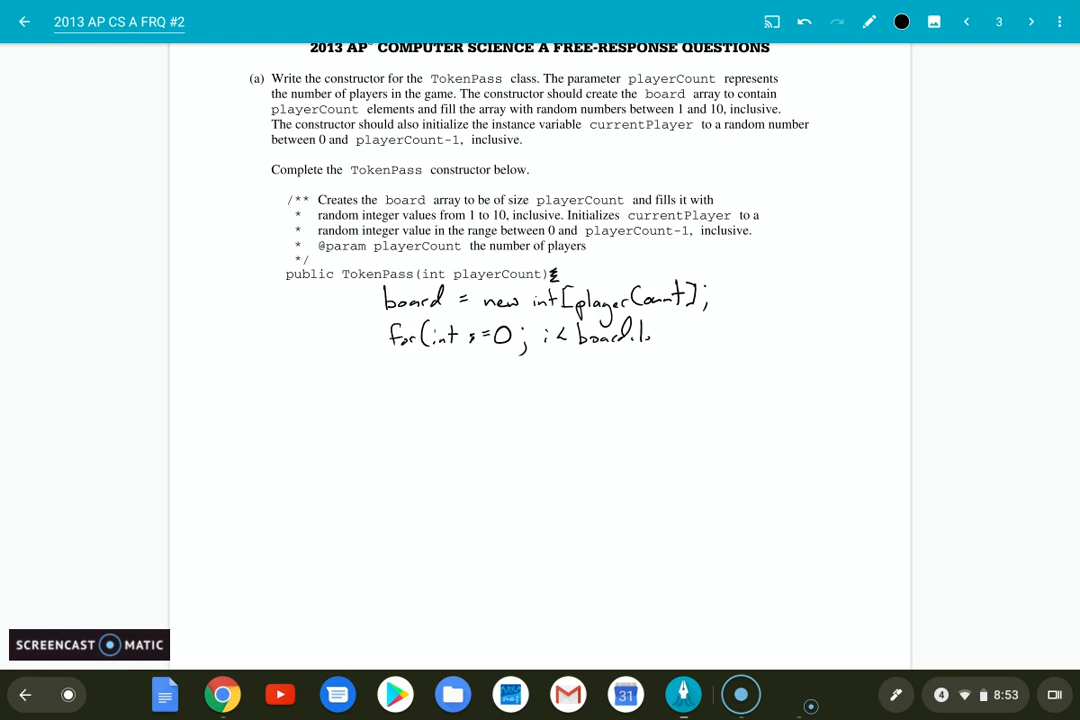 2013 AP CS A FRQ #2
3
2013 AP® COMPUTER SCIENCE A FREE-RESPONSE QUESTIONS
(a) Write the constructor for the TokenPass class. The parameter playerCount represents
the number of players in the game. The constructor should create the board array to contain
playerCount elements and fill the array with random numbers between 1 and 10, inclusive.
The constructor should also initialize the instance variable currentPlayer to a random number
between 0 and playerCount-1, inclusive.
Complete the TokenPass constructor below.
/** Creates the board array to be of size playerCount and fills it with
* random integer values from 1 to 10, inclusive. Initializes currentPlayer to a
* random integer value in the range between 0 and playerCount-1, inclusive.
* @param playerCount the number of players
*/
public TokenPass(int playerCount){
board = new int[playerCount];
for(int i=0; i < board.l
SCREENCAST MATIC
31
4
8:53